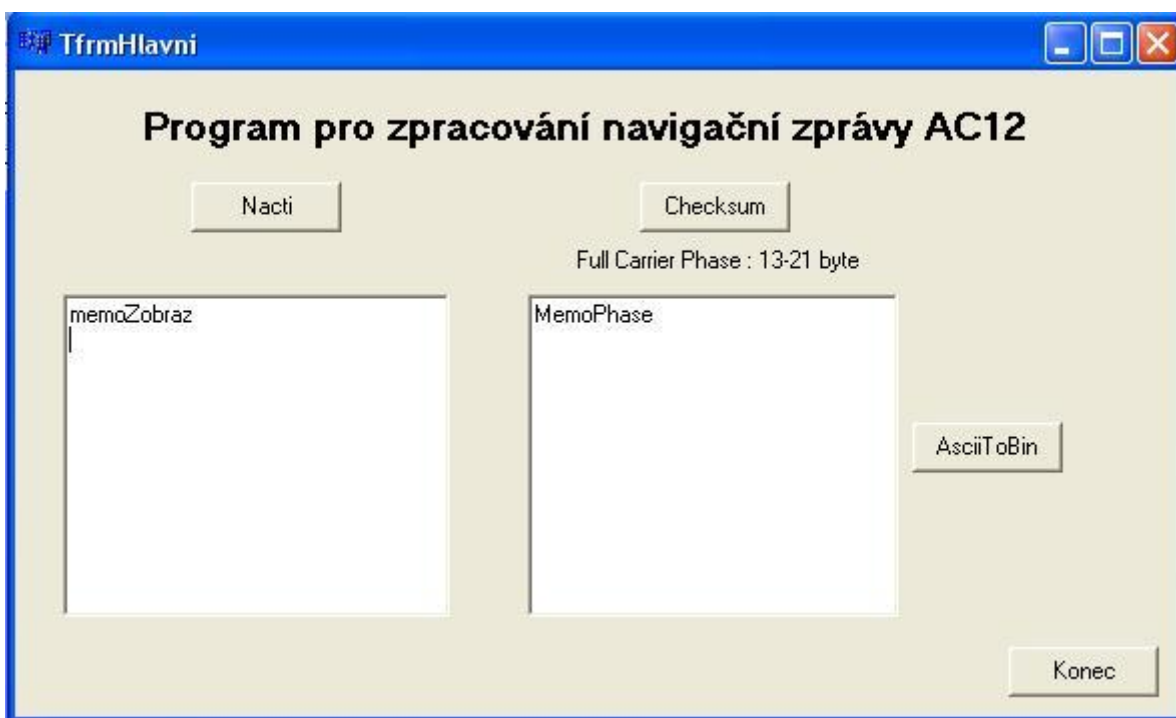 TfrmHlavni
Program pro zpracování navigační zprávy AC12
Nacti
Checksum
Full Carrier Phase : 13-21 byte
memoZobraz
MemoPhase
AsciiToBin
Konec